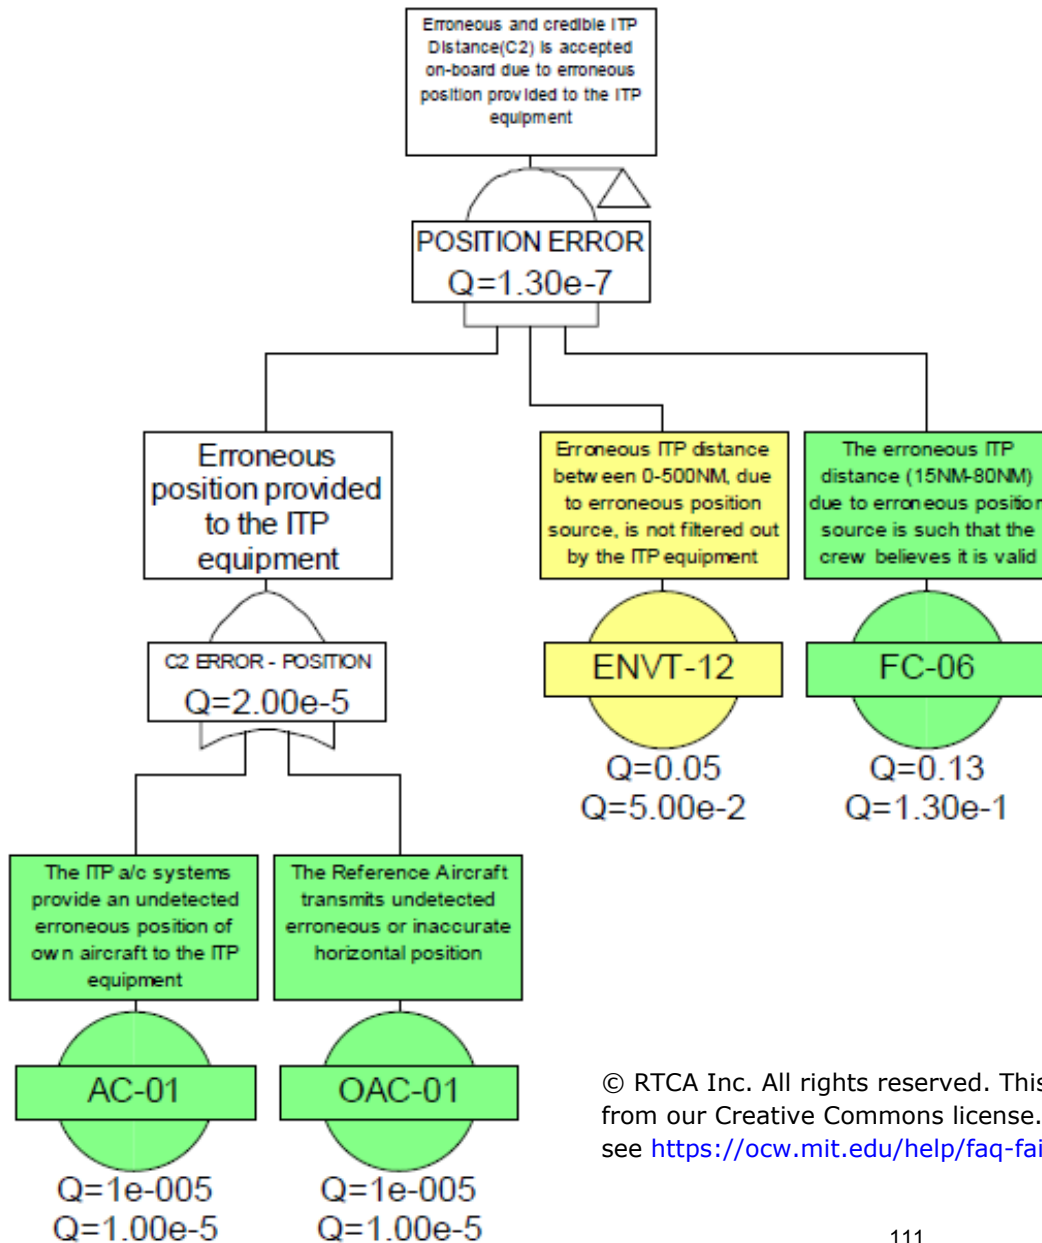 Erroneous and credible ITP
Distance(C2) is accepted
on-board due to erroneous
position provided to the ITP
equipment
POSITION ERROR
Q=1.30e-7
Erroneous
position provided
to the ITP
equipment
C2 ERROR - POSITION
Q=2.00e-5
Erroneous ITP distance
between 0-500NM, due
to erroneous position
source, is not filtered out
by the ITP equipment
ENVT-12
Q=0.05
Q=5.00e-2
The erroneous ITP
distance (15NM-80NM)
due to erroneous position
source is such that the
crew believes it is valid
FC-06
Q=0.13
Q=1.30e-1
The ITP a/c systems
provide an undetected
erroneous position of
own aircraft to the ITP
equipment
AC-01
Q=1e-005
Q=1.00e-5
The Reference Aircraft
transmits undetected
erroneous or inaccurate
horizontal position
OAC-01
Q=1e-005
Q=1.00e-5
© RTCA Inc. All rights reserved. This
from our Creative Commons license.
see https://ocw.mit.edu/help/faq-fai
111